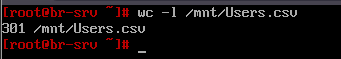 [root@br-srv ~]# wc -l /mnt/Users.csv
301 /mnt/Users.csv
[root@br-srv ~]# _